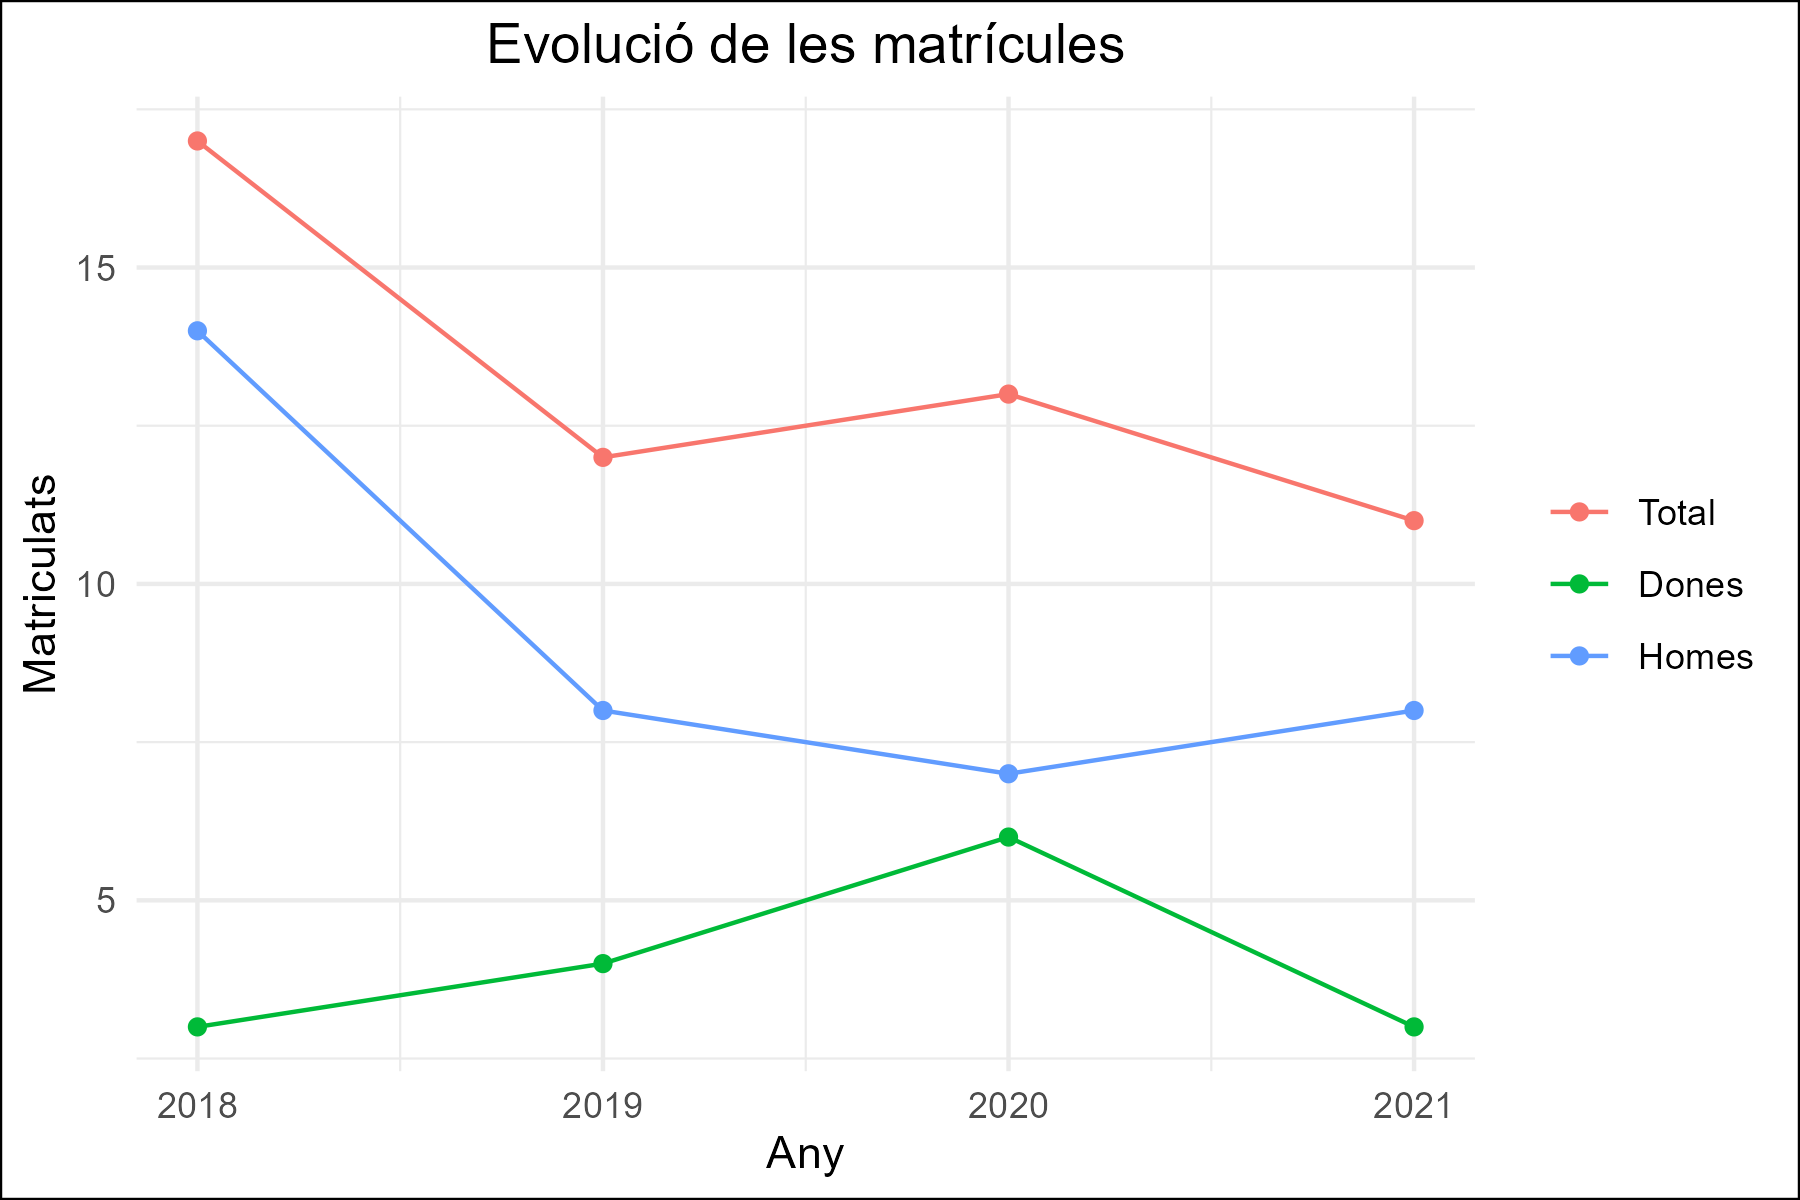 Evolució de les matrícules
Matriculats
15
10
5
2018
2019
2020
2021
Any
Total
Dones
Homes